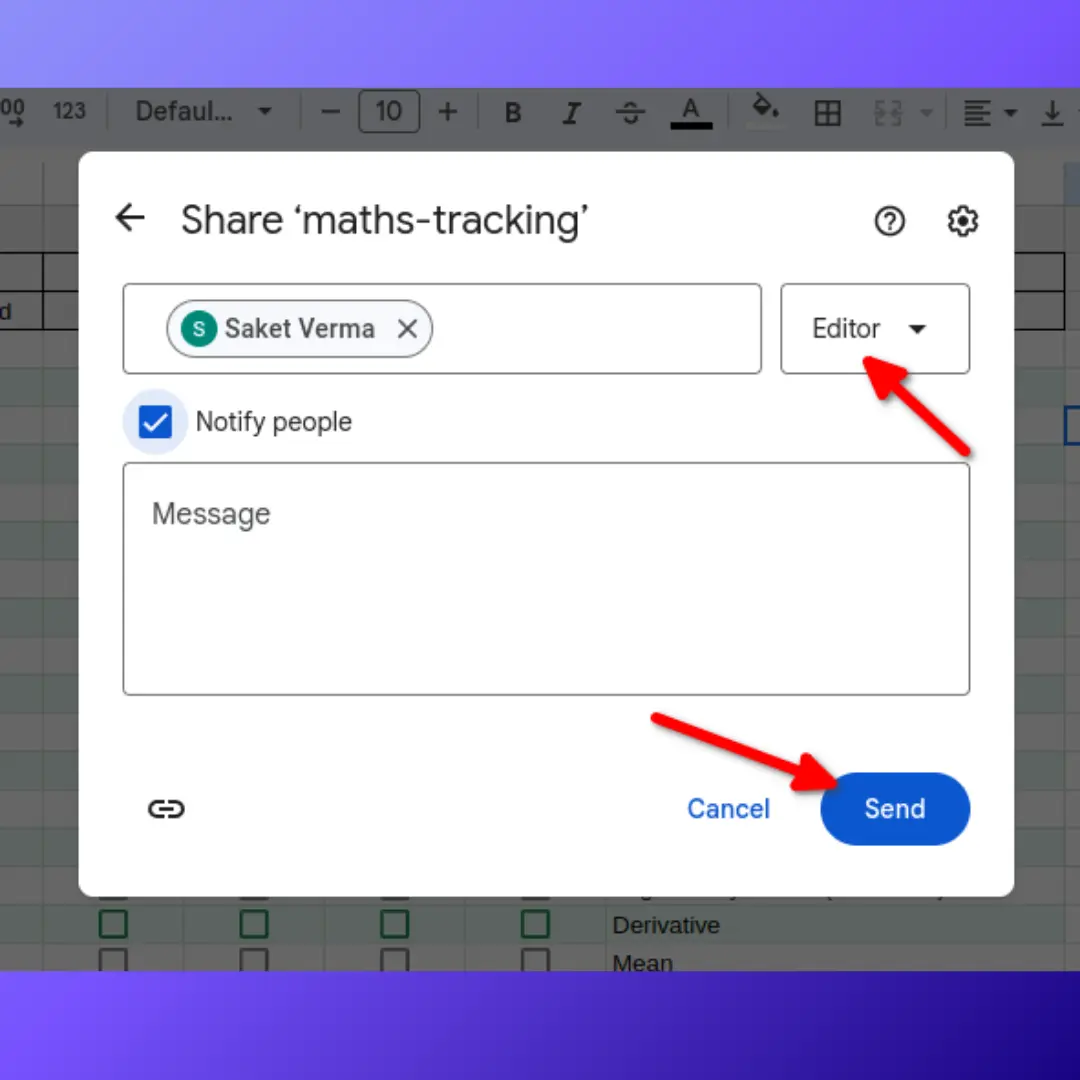 00 123 Defaul... 10 B I S A
Share ‘maths-tracking’
d
S Saket Verma Editor
Notify people
Message
Cancel Send
Derivative
Mean